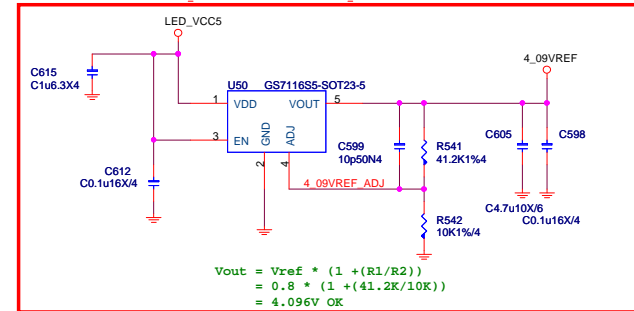 LED_VCC5
4_09VREF
C615
C1u6.3X4
U50 GS7116S5-SOT23-5
1 VDD VOUT 5
3 EN GND ADJ
2 4
C612
C0.1u16X/4
C599
10p50N4
R541
41.2K1%4
C605 C598
4_09VREF_ADJ
R542
10K1%/4
C4.7u10X/6
C0.1u16X/4
Vout = Vref * (1 +(R1/R2))
= 0.8 * (1 +(41.2K/10K))
= 4.096V OK